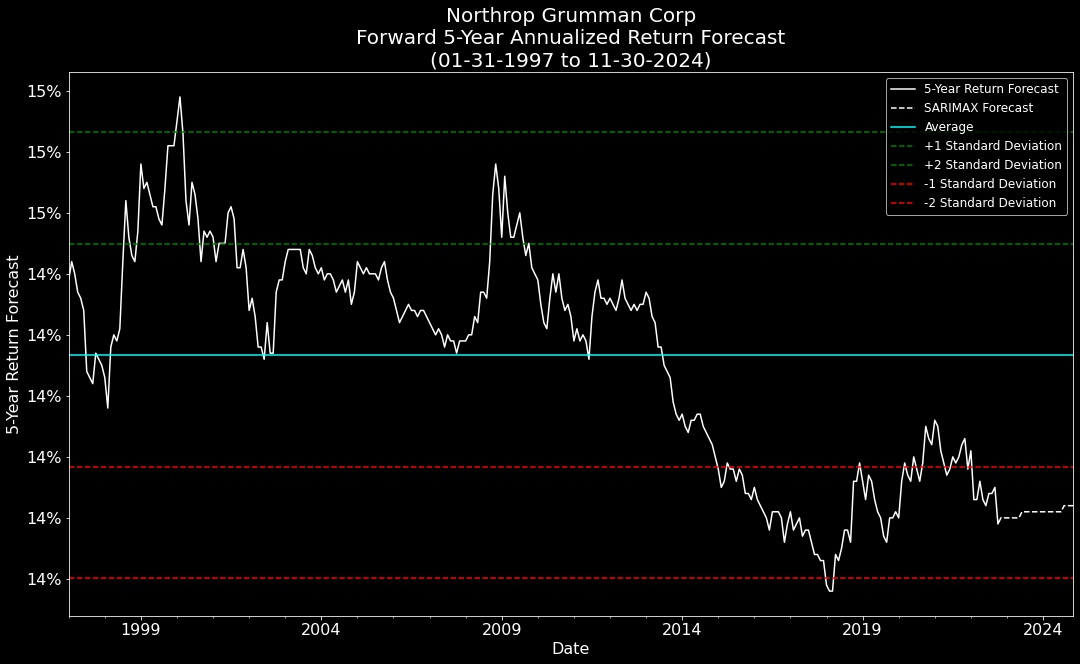 Northrop Grumman Corp
Forward 5-Year Annualized Return Forecast
(01-31-1997 to 11-30-2024)
5-Year Return Forecast
SARIMAX Forecast
Average
+1 Standard Deviation
+2 Standard Deviation
-1 Standard Deviation
-2 Standard Deviation
15%
15%
15%
14%
14%
14%
14%
14%
14%
5-Year Return Forecast
1999
2004
2009
2014
2019
2024
Date